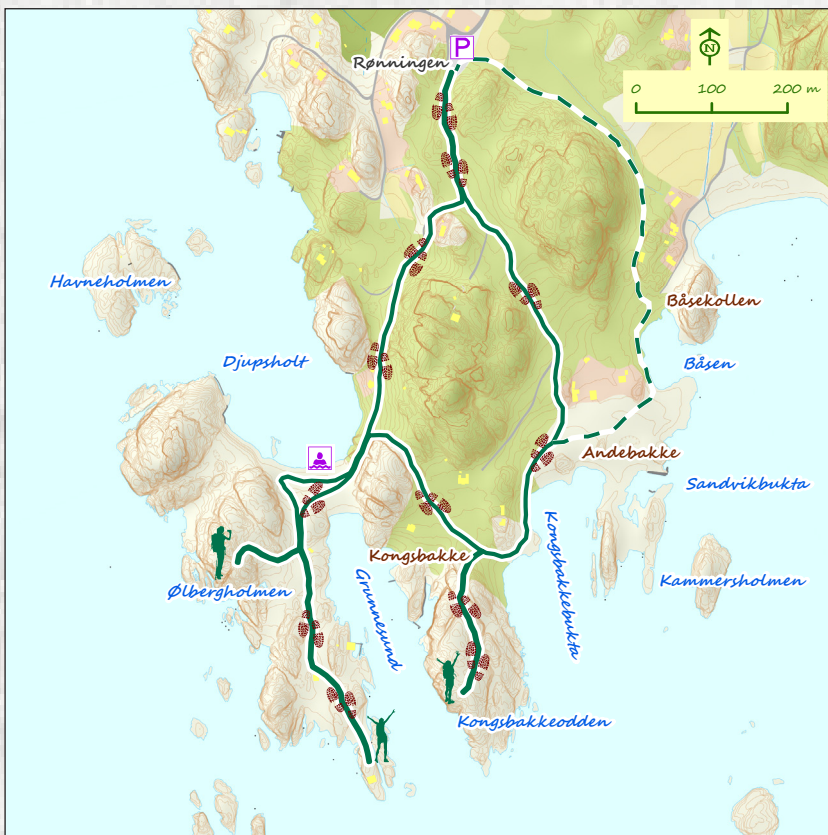 P
Rønningen
N
0 100 200 m
Havneholmen
Båsekollen
Djupsholt
Båsen
Andebakke
Sandvikbukta
Kongsbakkebukta
Kongsbakke
Grunnesund
Kammersholmen
Ølbergholmen
Kongsbakkeodden